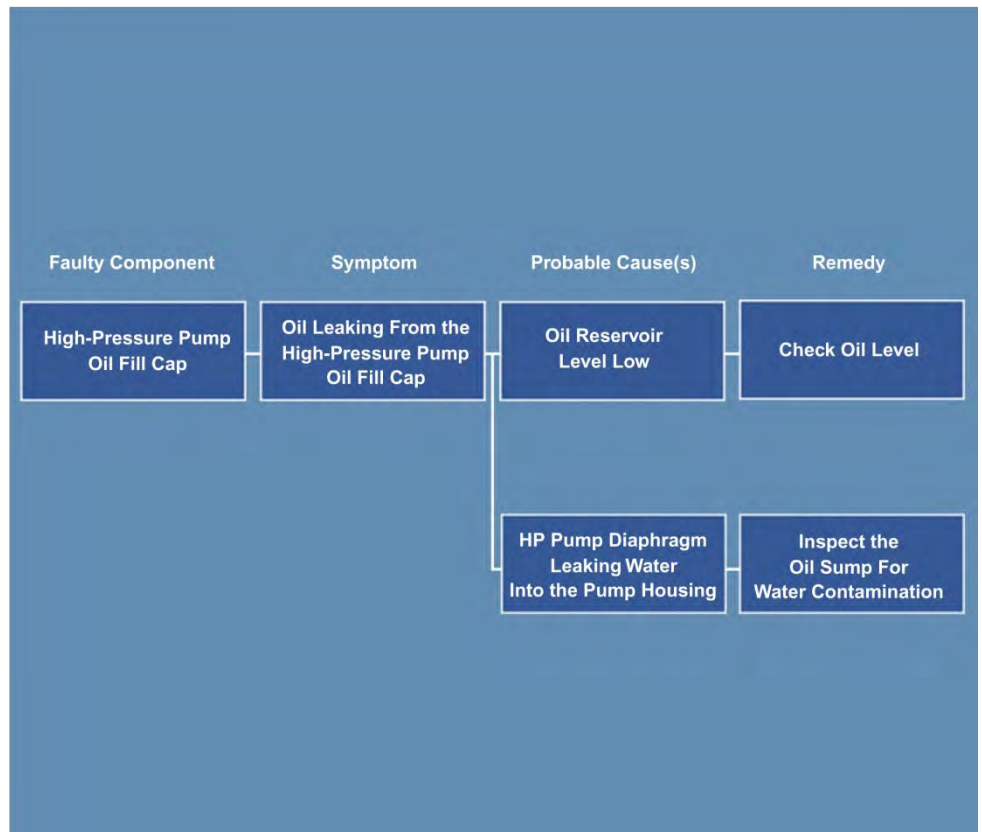 Faulty Component
Symptom
Probable Cause(s)
Remedy
High-Pressure Pump
Oil Fill Cap
Oil Leaking From the
High-Pressure Pump
Oil Fill Cap
Oil Reservoir
Level Low
Check Oil Level
HP Pump Diaphragm
Leaking Water
Into the Pump Housing
Inspect the
Oil Sump For
Water Contamination